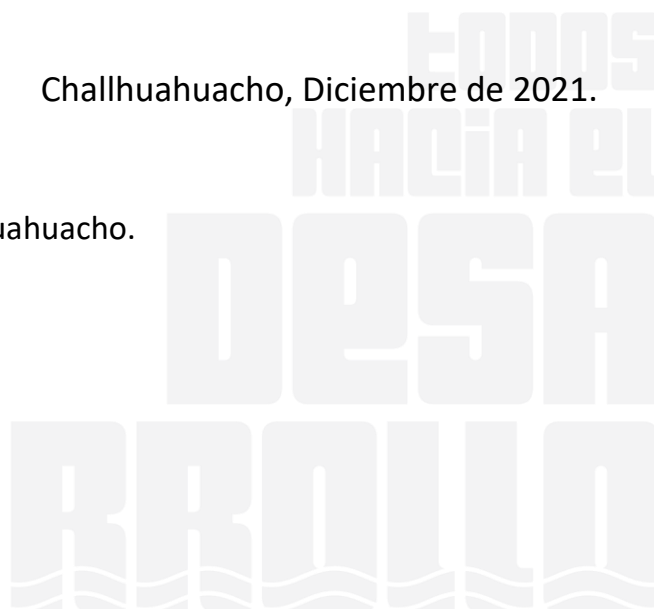 TODOS
Challhuahuacho, Diciembre de 2021.
HACIA EL
uahuacho.
DESA
RROLLO